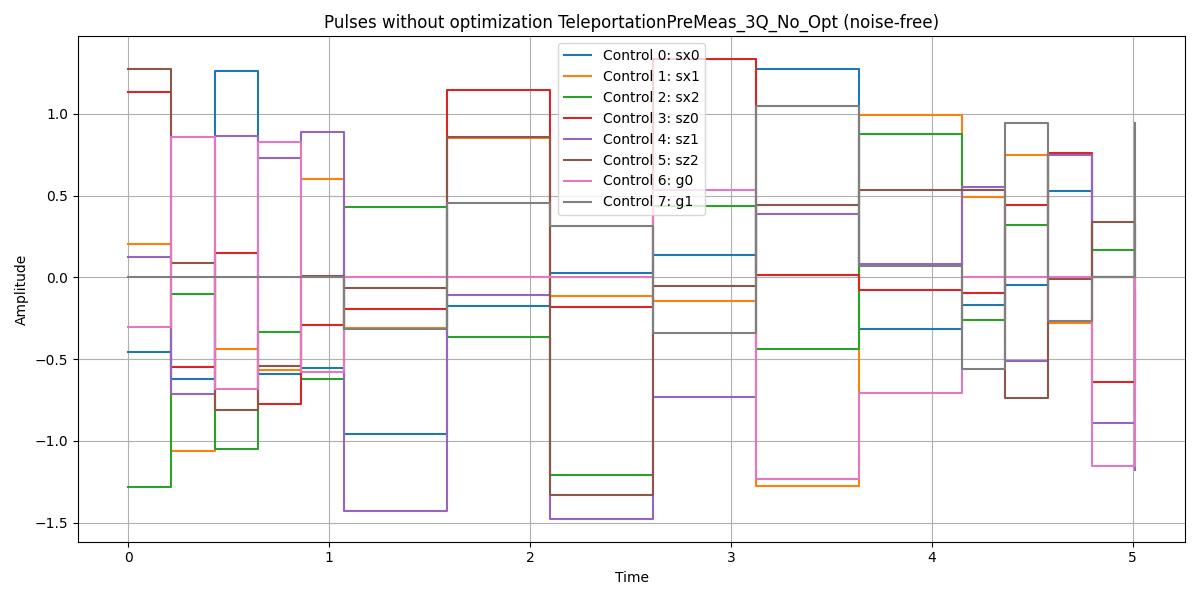 Pulses without optimization TeleportationPreMeas_3Q_No_Opt (noise-free)
Control 0: sx0
Control 1: sx1
Control 2: sx2
Control 3: sz0
Control 4: sz1
Control 5: sz2
Control 6: g0
Control 7: g1
Amplitude
1.0
0.5
0.0
−0.5
−1.0
−1.5
0 1 2 3 4 5
Time